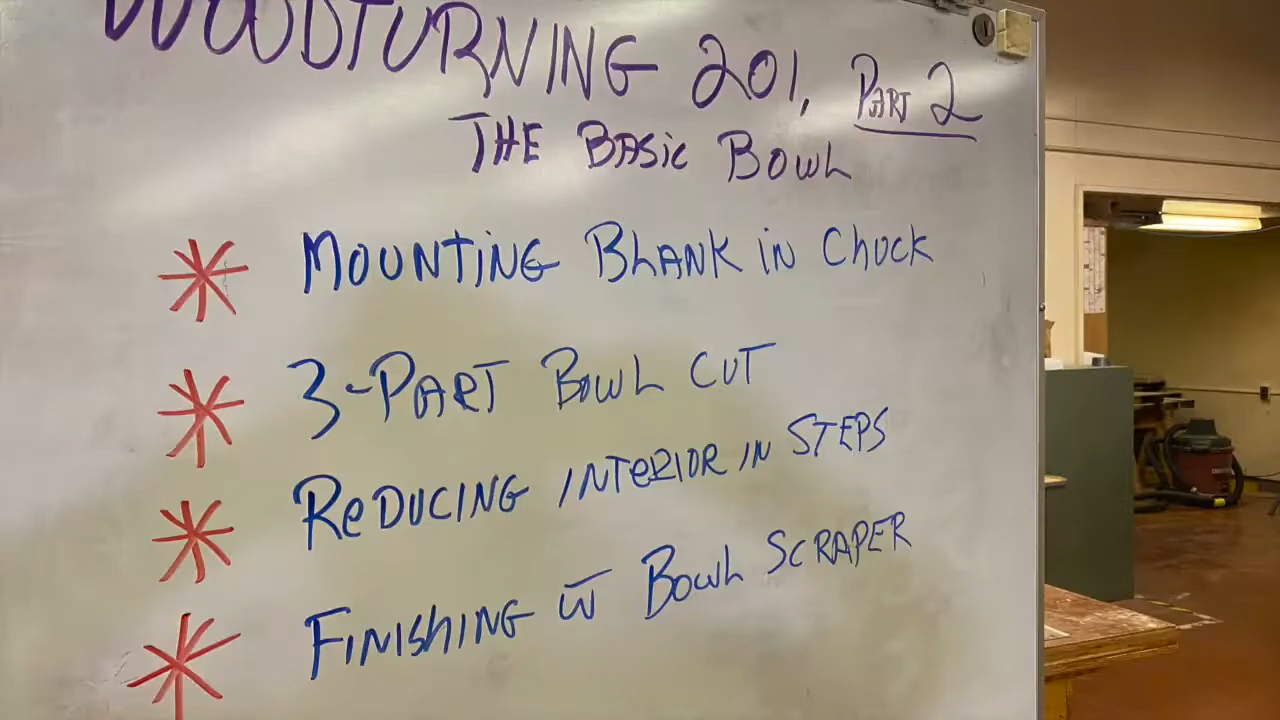 WOODTURNING 201, PART 2
THE BASIC BOWL
* MOUNTING BLANK IN CHUCK
* 3-PART BOWL CUT
* REDUCING INTERIOR IN STEPS
* FINISHING w̅ BOWL SCRAPER